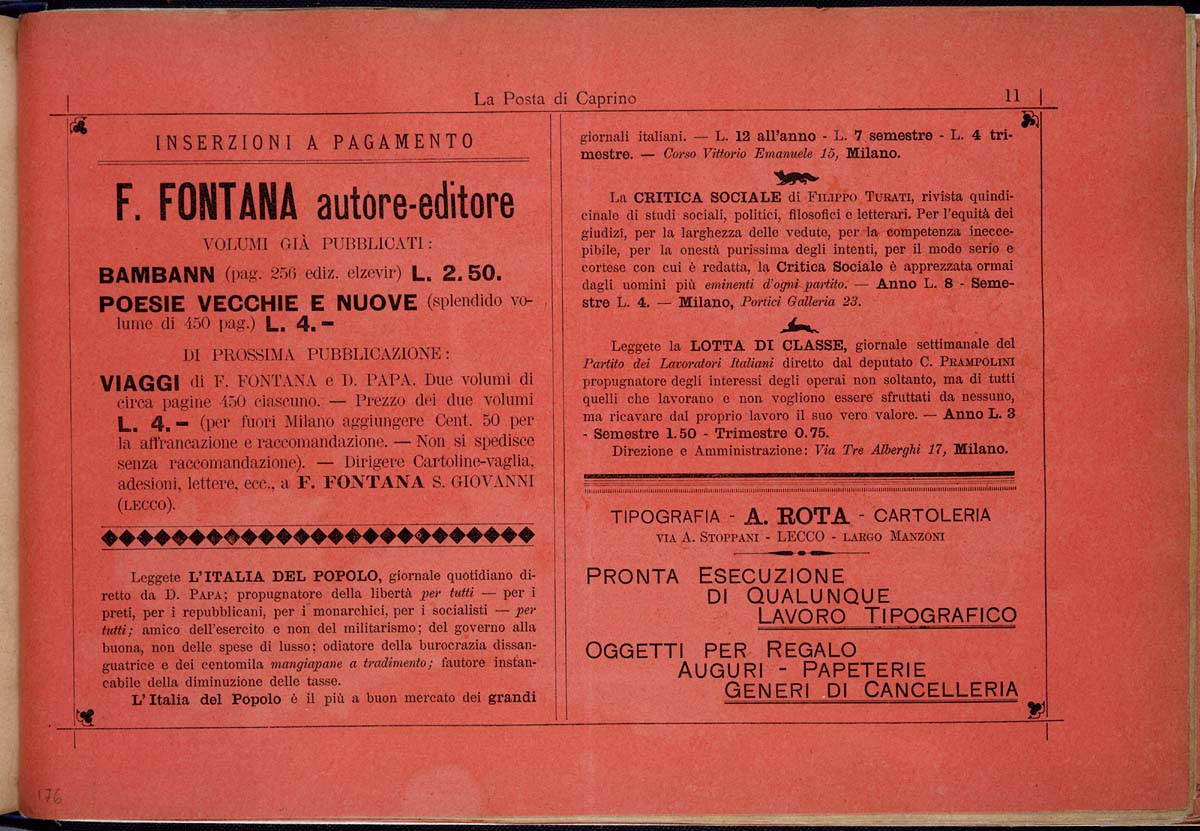 La Posta di Caprino
11
INSERZIONI A PAGAMENTO
F. FONTANA autore-editore
VOLUMI GIÀ PUBBLICATI:
BAMBANN (pag. 256 ediz. elzevir) L. 2.50.
POESIE VECCHIE E NUOVE (splendido vo-
lume di 450 pag.) L. 4.-
DI PROSSIMA PUBBLICAZIONE:
VIAGGI di F. FONTANA e D. PAPA. Due volumi di
circa pagine 450 ciascuno. — Prezzo dei due volumi
L. 4.- (per fuori Milano aggiungere Cent. 50 per
la affrancazione e raccomandazione. — Non si spedisce
senza raccomandazione). — Dirigere Cartoline-vaglia,
adesioni, lettere, ecc., a F. FONTANA S. GIOVANNI
(LECCO).
Leggete L'ITALIA DEL POPOLO, giornale quotidiano di-
retto da D. PAPA; propugnatore della libertà per tutti — per i
preti, per i repubblicani, per i monarchici, per i socialisti — per
tutti; amico dell'esercito e non del militarismo; del governo alla
buona, non delle spese di lusso; odiatore della burocrazia dissan-
guatrice e dei centomila mangiapane a tradimento; fautore instan-
cabile della diminuzione delle tasse.
L'Italia del Popolo è il più a buon mercato dei grandi
giornali italiani. — L. 12 all'anno - L. 7 semestre - L. 4 tri-
mestre. — Corso Vittorio Emanuele 15, Milano.
La CRITICA SOCIALE di FILIPPO TURATI, rivista quindi-
cinale di studi sociali, politici, filosofici e letterari. Per l'equità dei
giudizî, per la larghezza delle vedute, per la competenza inecce-
pibile, per la onestà purissima degli intenti, per il modo serio e
cortese con cui è redatta, la Critica Sociale è apprezzata ormai
dagli uomini più eminenti d'ogni partito. — Anno L. 8 - Seme-
stre L. 4. — Milano, Portici Galleria 23.
Leggete la LOTTA DI CLASSE, giornale settimanale del
Partito dei Lavoratori Italiani diretto dal deputato C. PRAMPOLINI
propugnatore degli interessi degli operai non soltanto, ma di tutti
quelli che lavorano e non vogliono essere sfruttati da nessuno,
ma ricavare dal proprio lavoro il suo vero valore. — Anno L. 3
- Semestre 1.50 - Trimestre 0.75.
Direzione e Amministrazione: Via Tre Alberghi 17, Milano.
TIPOGRAFIA - A. ROTA - CARTOLERIA
VIA A. STOPPANI - LECCO - LARGO MANZONI
PRONTA ESECUZIONE
DI QUALUNQUE
LAVORO TIPOGRAFICO
OGGETTI PER REGALO
AUGURI - PAPETERIE
GENERI DI CANCELLERIA
176